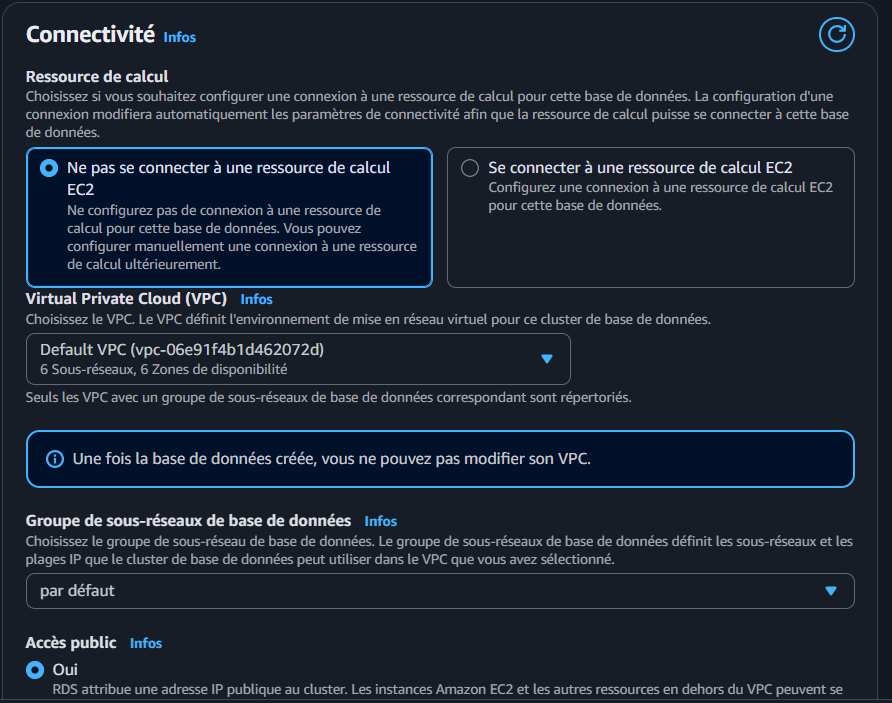 Connectivité Infos
Ressource de calcul
Choisissez si vous souhaitez configurer une connexion à une ressource de calcul pour cette base de données. La configuration d'une
connexion modifiera automatiquement les paramètres de connectivité afin que la ressource de calcul puisse se connecter à cette base
de données.
Ne pas se connecter à une ressource de calcul
EC2
Ne configurez pas de connexion à une ressource de
calcul pour cette base de données. Vous pouvez
configurer manuellement une connexion à une ressource
de calcul ultérieurement.
Se connecter à une ressource de calcul EC2
Configurez une connexion à une ressource de calcul EC2
pour cette base de données.
Virtual Private Cloud (VPC) Infos
Choisissez le VPC. Le VPC définit l'environnement de mise en réseau virtuel pour ce cluster de base de données.
Default VPC (vpc-06e91f4b1d462072d)
6 Sous-réseaux, 6 Zones de disponibilité
Seuls les VPC avec un groupe de sous-réseaux de base de données correspondant sont répertoriés.
Une fois la base de données créée, vous ne pouvez pas modifier son VPC.
Groupe de sous-réseaux de base de données Infos
Choisissez le groupe de sous-réseau de base de données. Le groupe de sous-réseaux de base de données définit les sous-réseaux et les
plages IP que le cluster de base de données peut utiliser dans le VPC que vous avez sélectionné.
par défaut
Accès public Infos
Oui
RDS attribue une adresse IP publique au cluster. Les instances Amazon EC2 et les autres ressources en dehors du VPC peuvent se